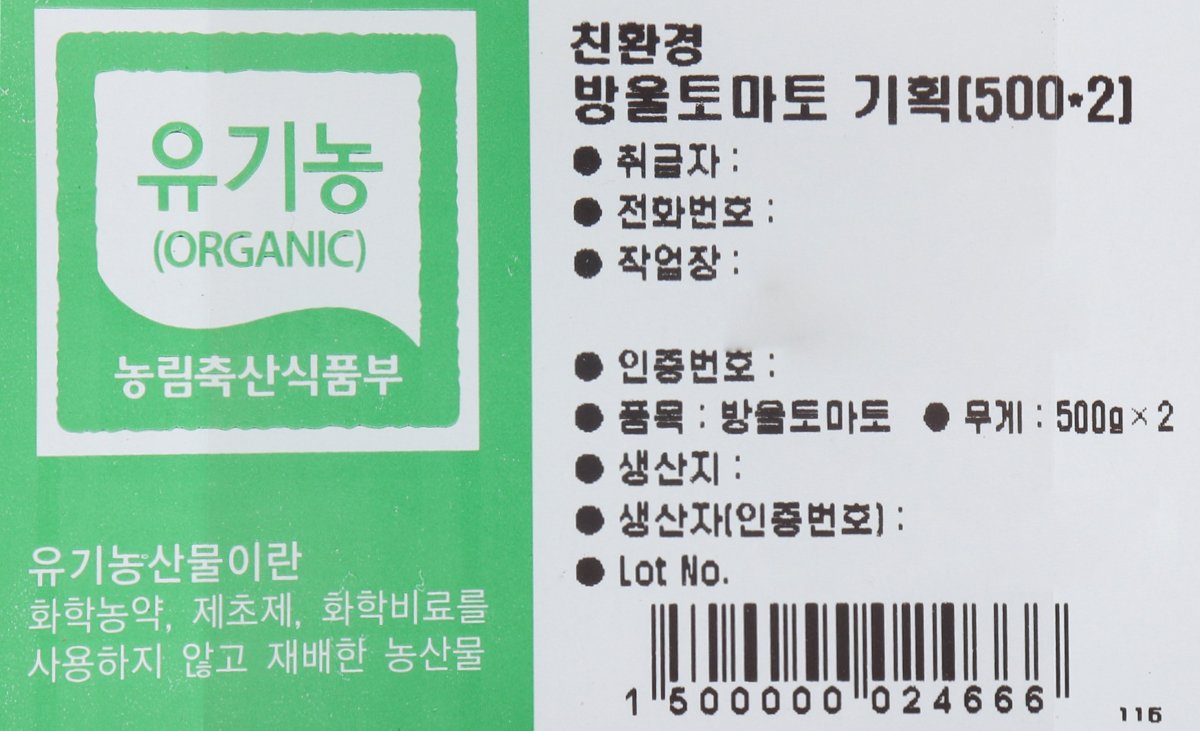 유기농
(ORGANIC)
농림축산식품부
유기농산물이란
화학농약, 제초제, 화학비료를
사용하지 않고 재배한 농산물
친환경
방울토마토 기획(500*2)
● 취급자 :
● 전화번호 :
● 작업장 :
● 인증번호 :
● 품목 : 방울토마토 ● 무게 : 500g×2
● 생산지 :
● 생산자(인증번호) :
● Lot No.
1 500000 024666
116